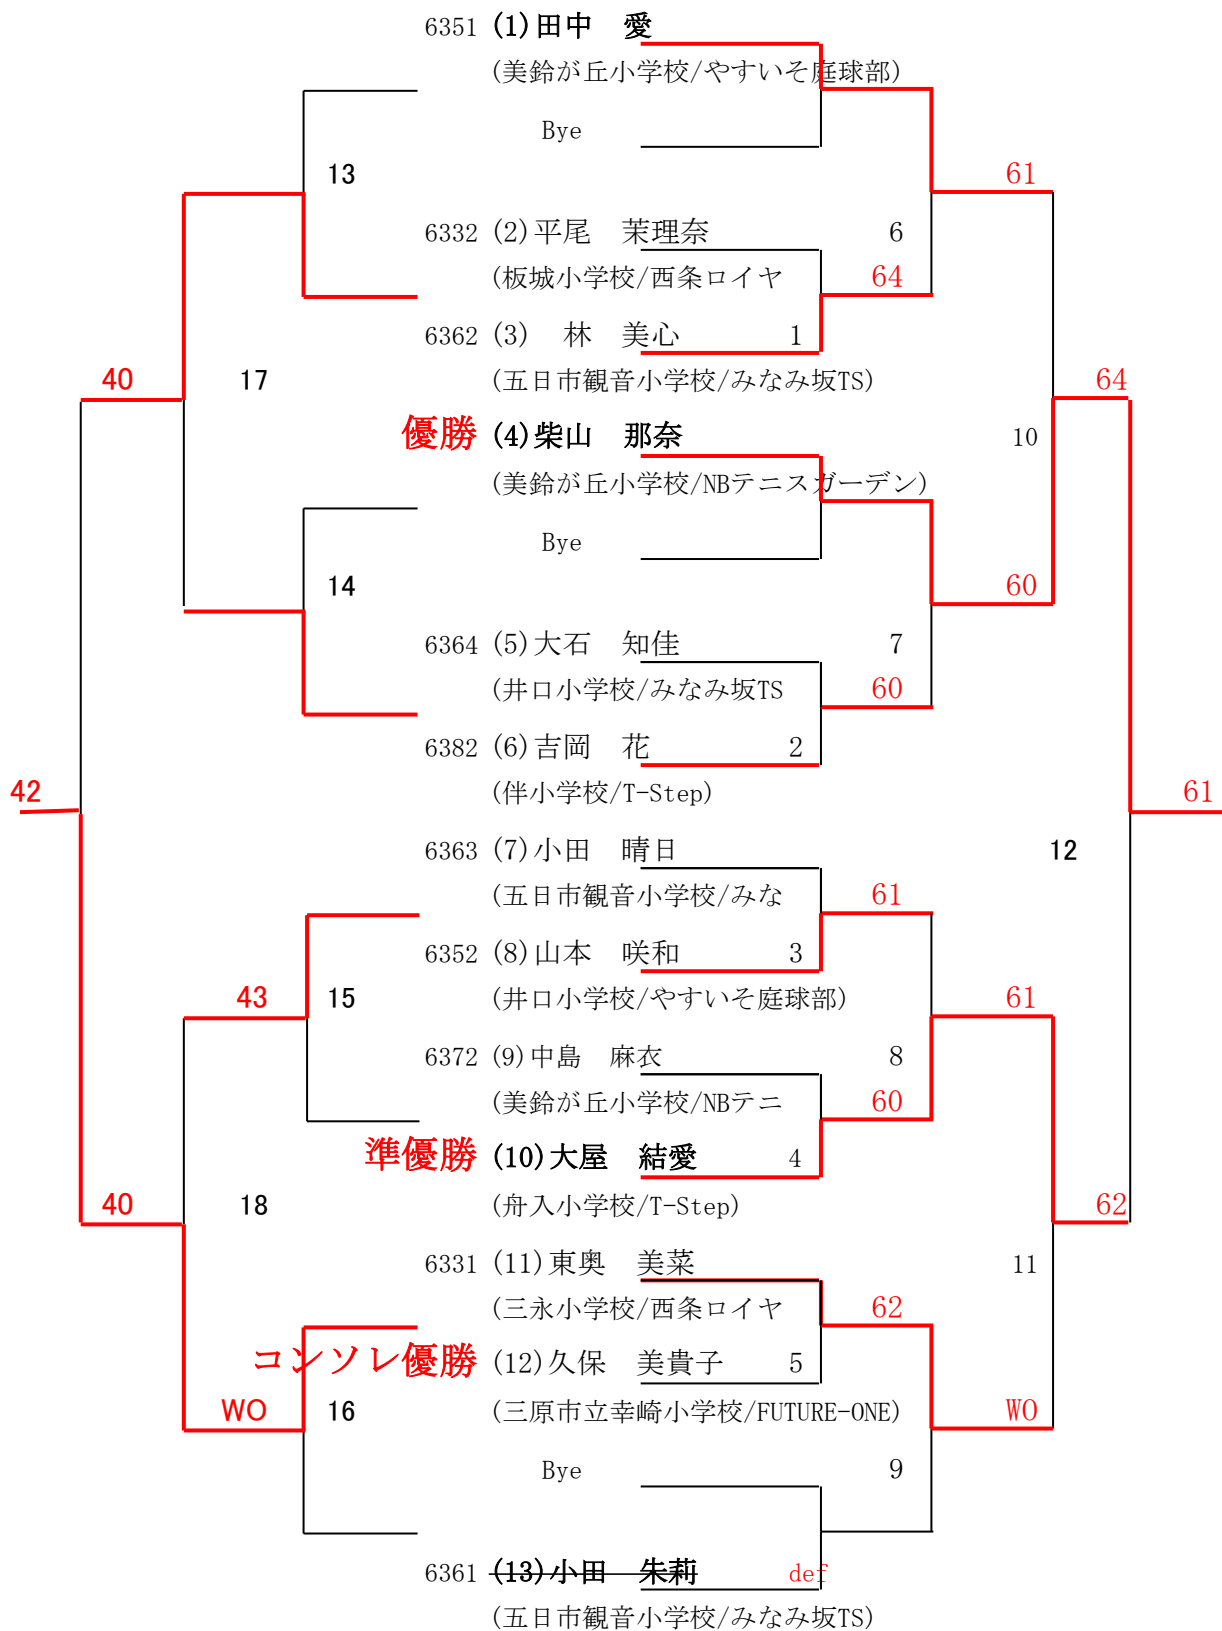 6351 (1)田中　愛
(美鈴が丘小学校/やすいそ庭球部)
Bye
13 61
6332 (2)平尾　茉理奈 6
(板城小学校/西条ロイヤ 64
6362 (3)　林　美心 1
40 17 (五日市観音小学校/みなみ坂TS) 64
優勝 (4)柴山　那奈 10
(美鈴が丘小学校/NBテニスガーデン)
Bye
14 60
6364 (5)大石　知佳 7
(井口小学校/みなみ坂TS 60
6382 (6)吉岡　花 2
42 (伴小学校/T-Step) 61
6363 (7)小田　晴日 12
(五日市観音小学校/みな 61
6352 (8)山本　咲和 3
43 15 (井口小学校/やすいそ庭球部) 61
6372 (9)中島　麻衣 8
(美鈴が丘小学校/NBテニ 60
準優勝 (10)大屋　結愛 4
40 18 (舟入小学校/T-Step) 62
6331 (11)東奥　美菜 11
(三永小学校/西条ロイヤ 62
コンソレ優勝 (12)久保　美貴子 5
WO 16 (三原市立幸崎小学校/FUTURE-ONE) WO
Bye 9
6361 (13)小田　朱莉 def
(五日市観音小学校/みなみ坂TS)